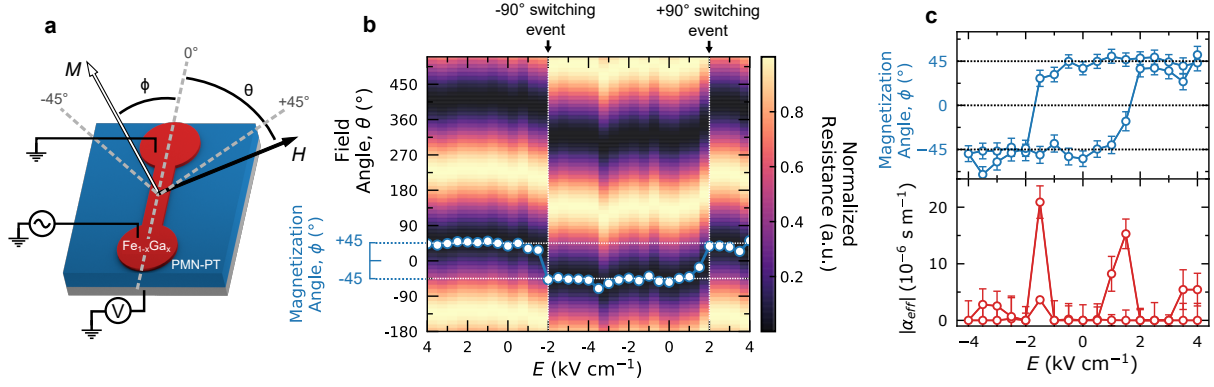 a
M
ϕ
0°
θ
-45°
+45°
H
Fe1-xGax
PMN-PT
V
b
-90° switching
event
+90° switching
event
Field
Angle, θ (°)
450
360
270
180
90
0
-90
-180
Magnetization
Angle, ϕ (°)
+45
-45
4 2 0 -2 -4 -2 0 2 4
E (kV cm⁻¹)
0.8
0.6
0.4
0.2
Normalized
Resistance (a.u.)
c
Magnetization
Angle, ϕ (°)
45
0
−45
|αeff| (10⁻⁶ s m⁻¹)
20
10
0
−4 −2 0 2 4
E (kV cm⁻¹)